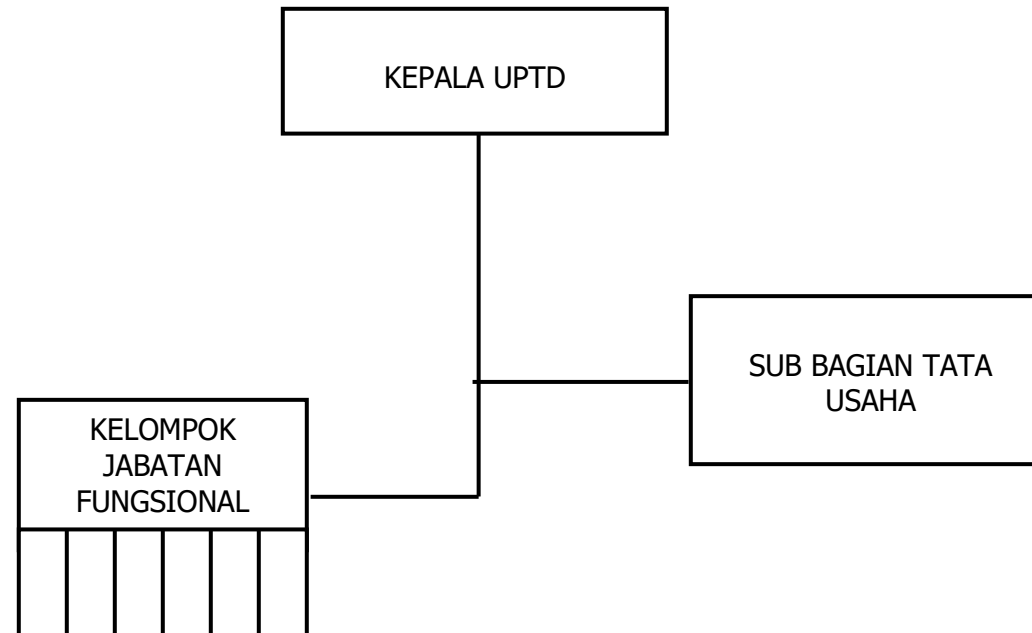 KEPALA UPTD
SUB BAGIAN TATA
USAHA
KELOMPOK
JABATAN
FUNGSIONAL